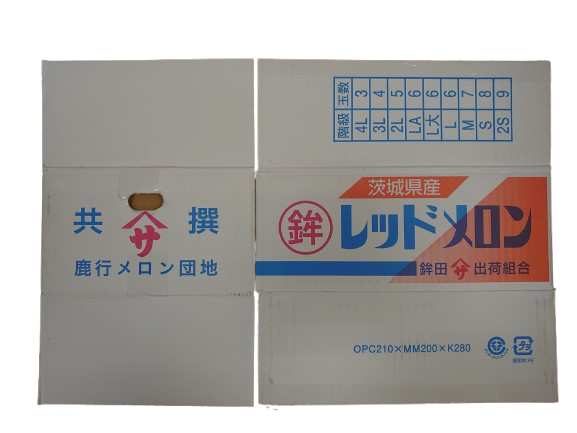 共 サ 撰
鹿行メロン団地
階級 玉数
4L 3
3L 4
2L 5
LA 6
L大 6
L 6
M 7
S 8
2S 9
茨城県産
鉾 レッドメロン
鉾田 サ 出荷組合
OPC210×MM200×K280
プラ